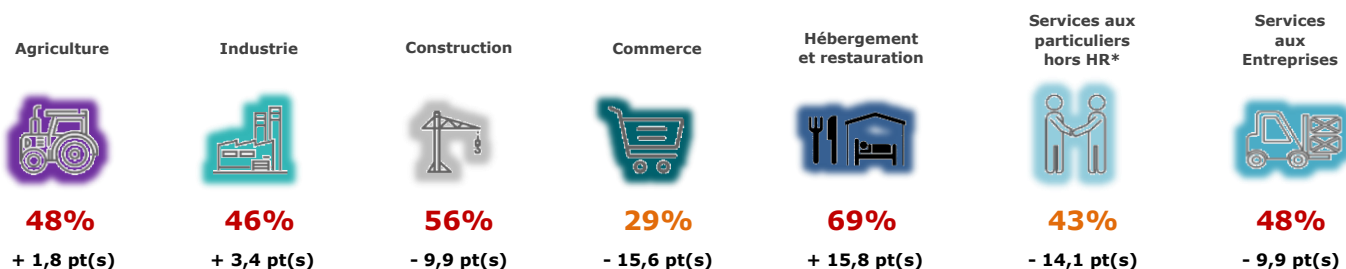 Agriculture
Industrie
Construction
Commerce
Hébergement
et restauration
Services aux
particuliers
hors HR*
Services
aux
Entreprises
48%
46%
56%
29%
69%
43%
48%
+ 1,8 pt(s)
+ 3,4 pt(s)
- 9,9 pt(s)
- 15,6 pt(s)
+ 15,8 pt(s)
- 14,1 pt(s)
- 9,9 pt(s)